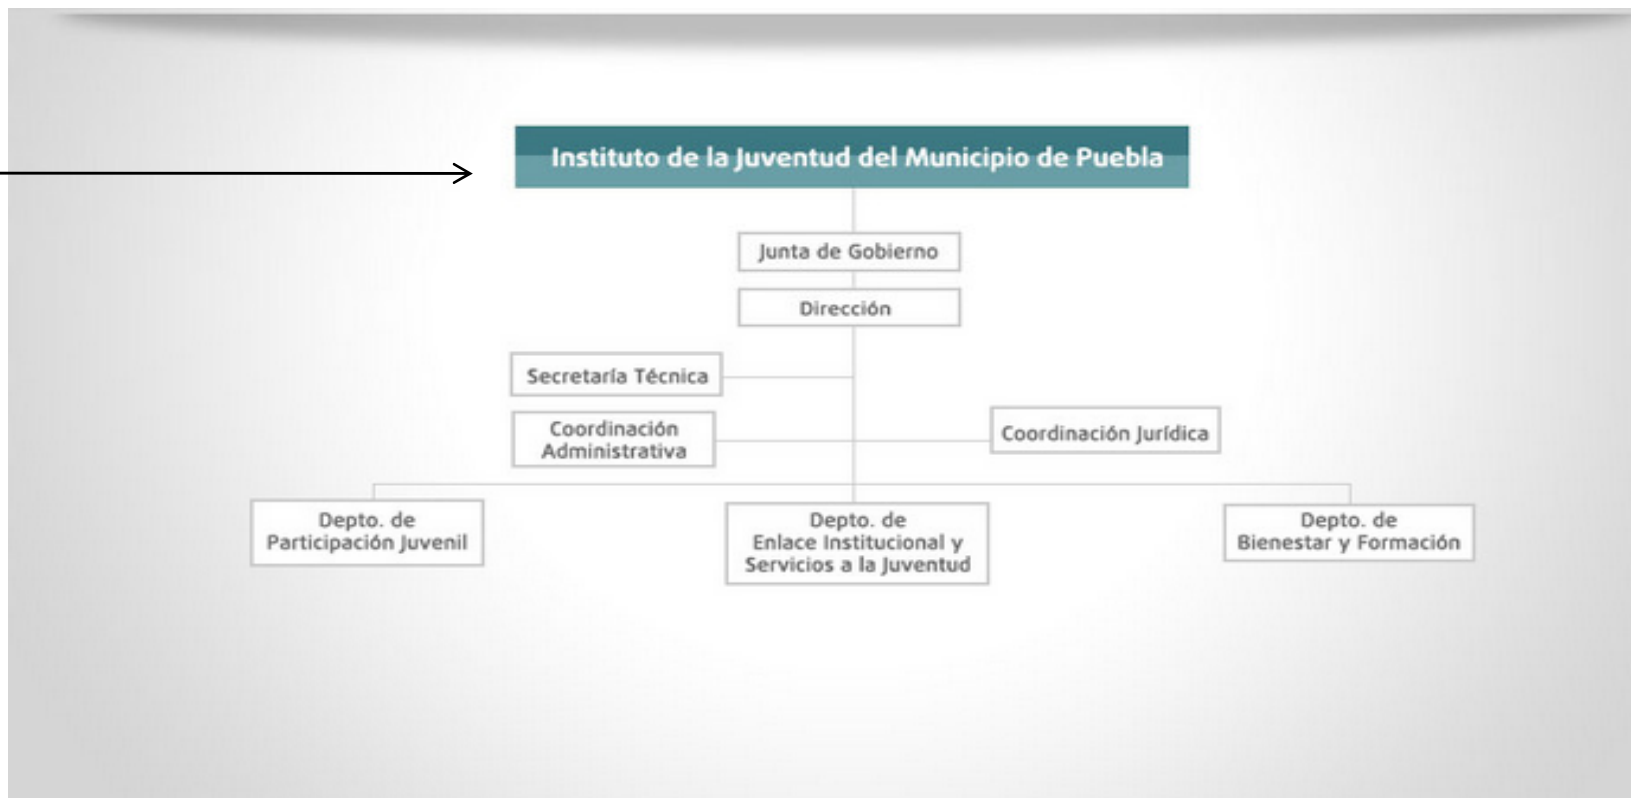 Instituto de la Juventud del Municipio de Puebla
Junta de Gobierno
Dirección
Secretaría Técnica
Coordinación
Administrativa
Coordinación Jurídica
Depto. de
Participación Juvenil
Depto. de
Enlace Institucional y
Servicios a la Juventud
Depto. de
Bienestar y Formación